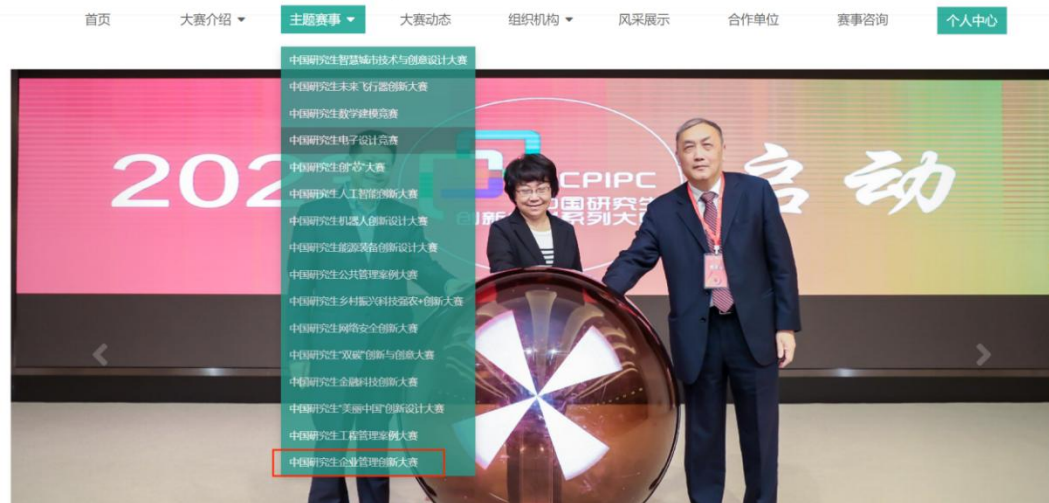 首页 大赛介绍 主题赛事 大赛动态 组织机构 风采展示 合作单位 赛事咨询 个人中心
中国研究生智慧城市技术与创意设计大赛
中国研究生未来飞行器创新大赛
中国研究生数学建模竞赛
中国研究生电子设计竞赛
中国研究生创“芯”大赛
中国研究生人工智能创新大赛
中国研究生机器人创新设计大赛
中国研究生能源装备创新设计大赛
中国研究生公共管理案例大赛
中国研究生乡村振兴科技强农+创新大赛
中国研究生网络安全创新大赛
中国研究生“双碳”创新与创意大赛
中国研究生金融科技创新大赛
中国研究生“美丽中国”创新设计大赛
中国研究生工程管理案例大赛
中国研究生企业管理创新大赛
202 启动
CPIPC
中国研究生
创新 系列大